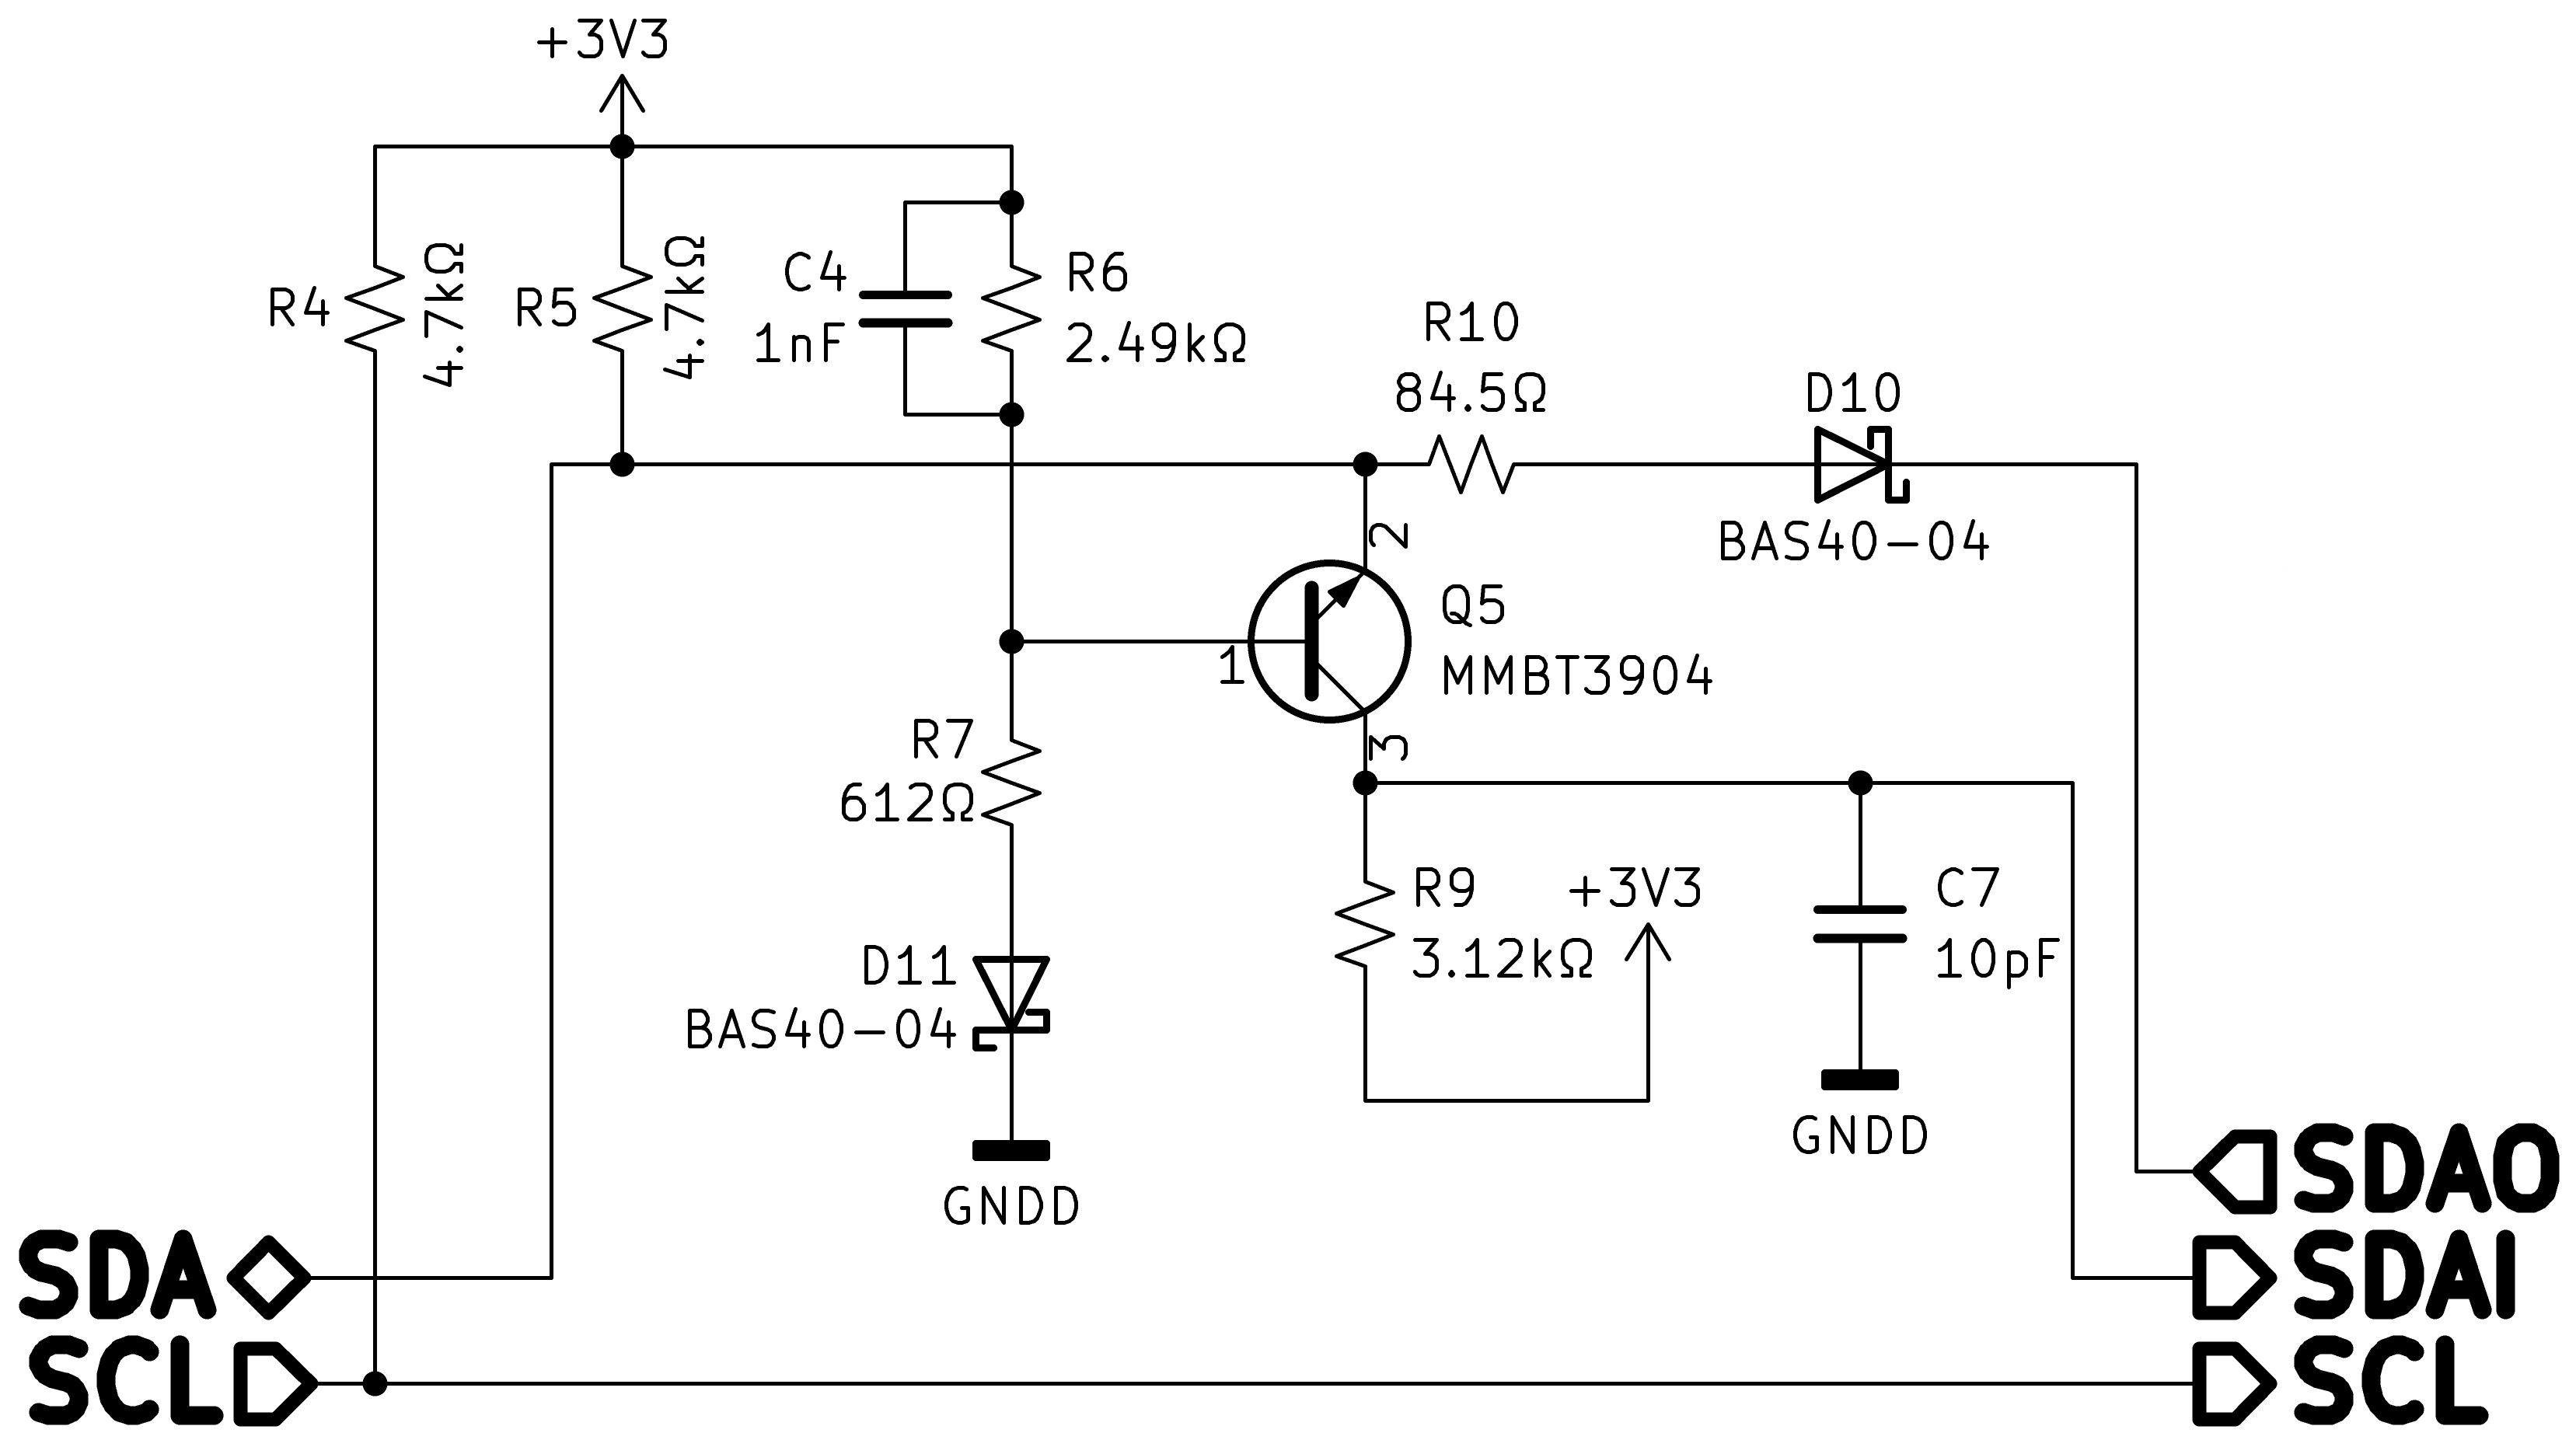 +3V3
R4
4.7kΩ
R5
4.7kΩ
C4
1nF
R6
2.49kΩ
R10
84.5Ω
D10
BAS40-04
2
Q5
MMBT3904
1
3
R7
612Ω
R9
3.12kΩ
+3V3
C7
10pF
D11
BAS40-04
GNDD
GNDD
SDAO
SDA
SDAI
SCL
SCL